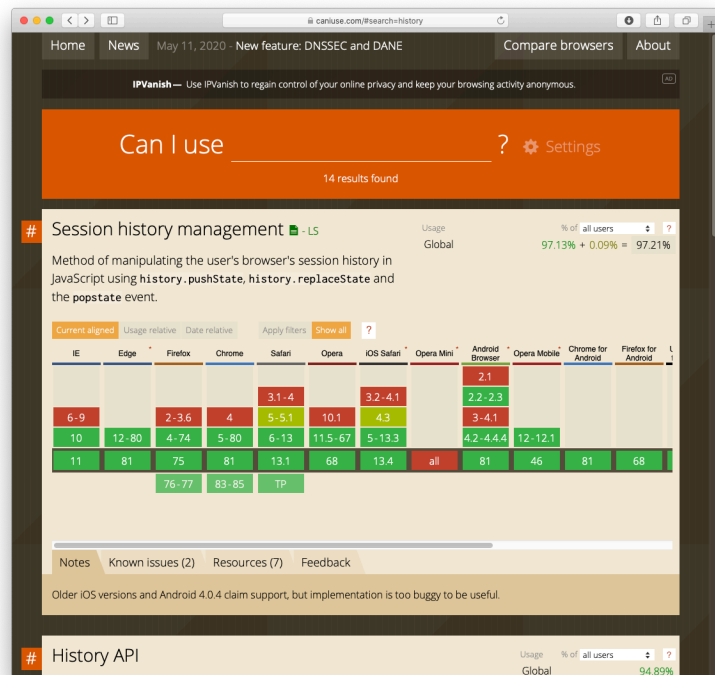 caniuse.com/#search=history
Home News May 11, 2020 - New feature: DNSSEC and DANE Compare browsers About
IPVanish — Use IPVanish to regain control of your online privacy and keep your browsing activity anonymous. AD
Can I use ? Settings
14 results found
# Session history management - LS
Usage % of all users ?
Global 97.13% + 0.09% = 97.21%
Method of manipulating the user's browser's session history in
JavaScript using history.pushState, history.replaceState and
the popstate event.
Current aligned Usage relative Date relative Apply filters Show all ?
IE Edge * Firefox Chrome Safari Opera iOS Safari * Opera Mini * Android Browser * Opera Mobile * Chrome for Android Firefox for Android
2.1
3.1-4 3.2-4.1 2.2-2.3
6-9 2-3.6 4 5-5.1 10.1 4.3 3-4.1
10 12-80 4-74 5-80 6-13 11.5-67 5-13.3 4.2-4.4.4 12-12.1
11 81 75 81 13.1 68 13.4 all 81 46 81 68
76-77 83-85 TP
Notes Known issues (2) Resources (7) Feedback
Older iOS versions and Android 4.0.4 claim support, but implementation is too buggy to be useful.
# History API
Usage % of all users ?
Global 94.89%